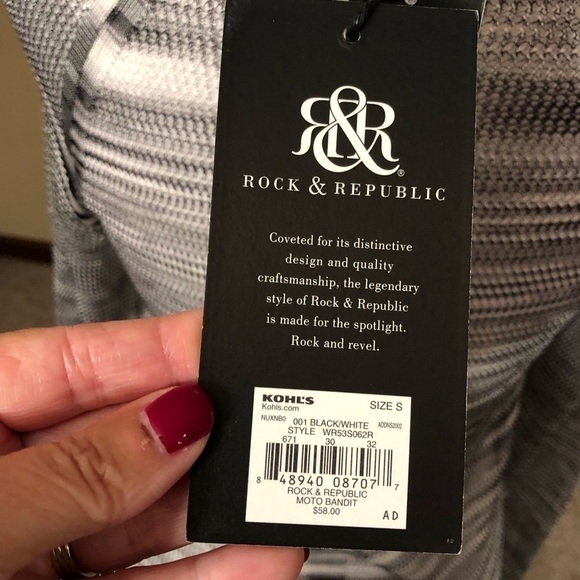 R&R®
ROCK & REPUBLIC
Coveted for its distinctive
design and quality
craftsmanship, the legendary
style of Rock & Republic
is made for the spotlight.
Rock and revel.
KOHL'S SIZE S
Kohls.com
NUXNB0 001 BLACK/WHITE ADDNS2002
STYLE WR53S062R
671 30 32
8 48940 08707 7
ROCK & REPUBLIC
MOTO BANDIT
$58.00 AD